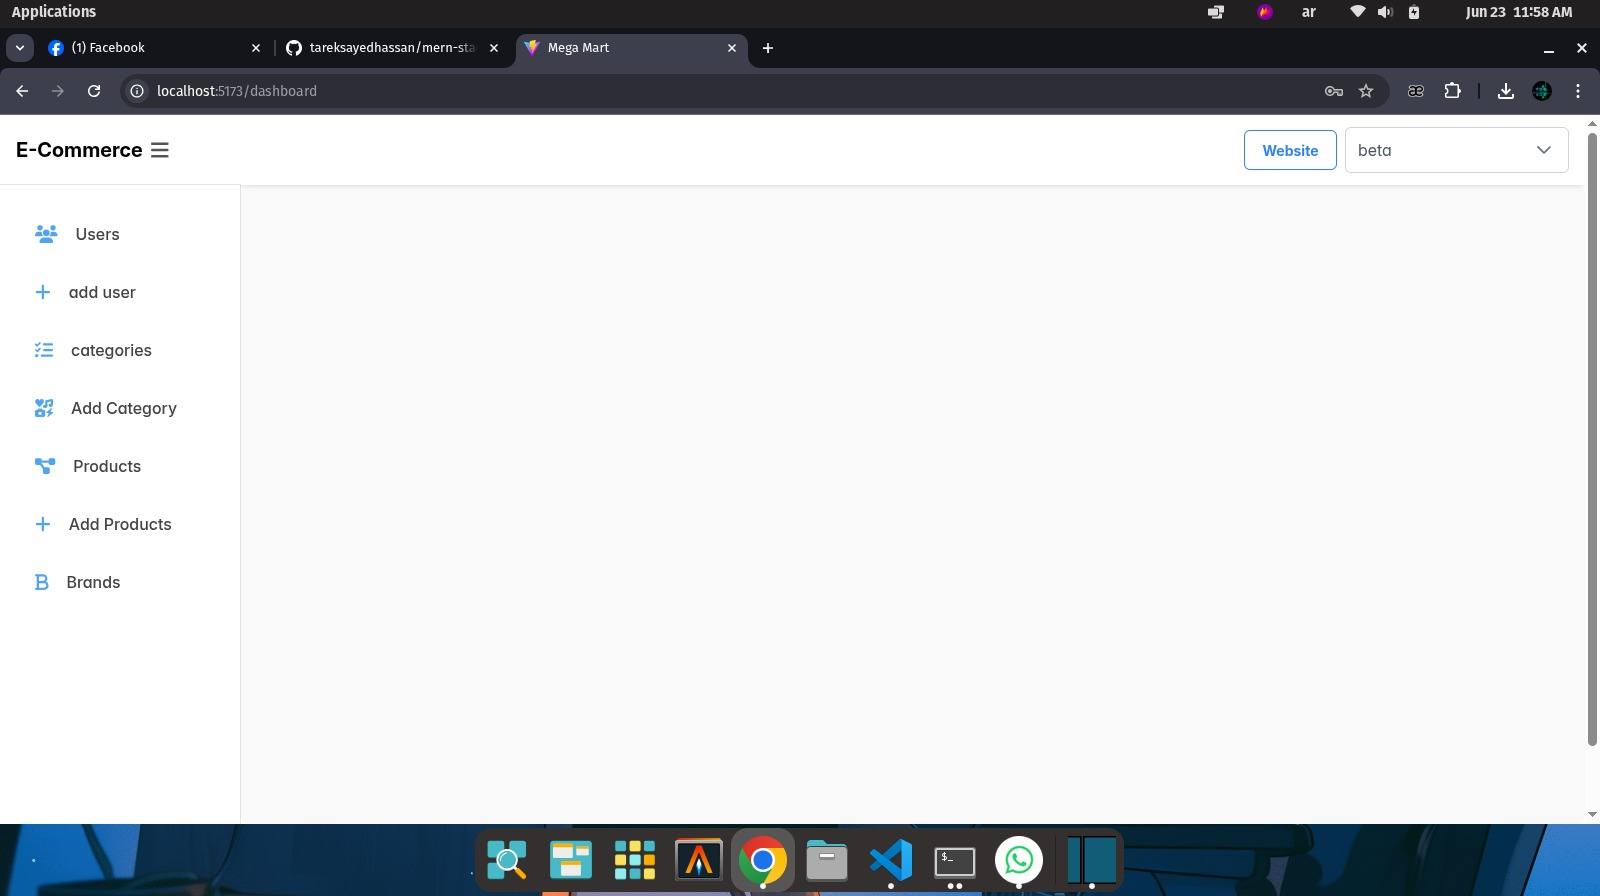 Applications
ar
Jun 23 11:58 AM
(1) Facebook
tareksayedhassan/mern-sta
Mega Mart
localhost:5173/dashboard
æ
E-Commerce
Website
beta
Users
add user
categories
Add Category
Products
Add Products
Brands
$_